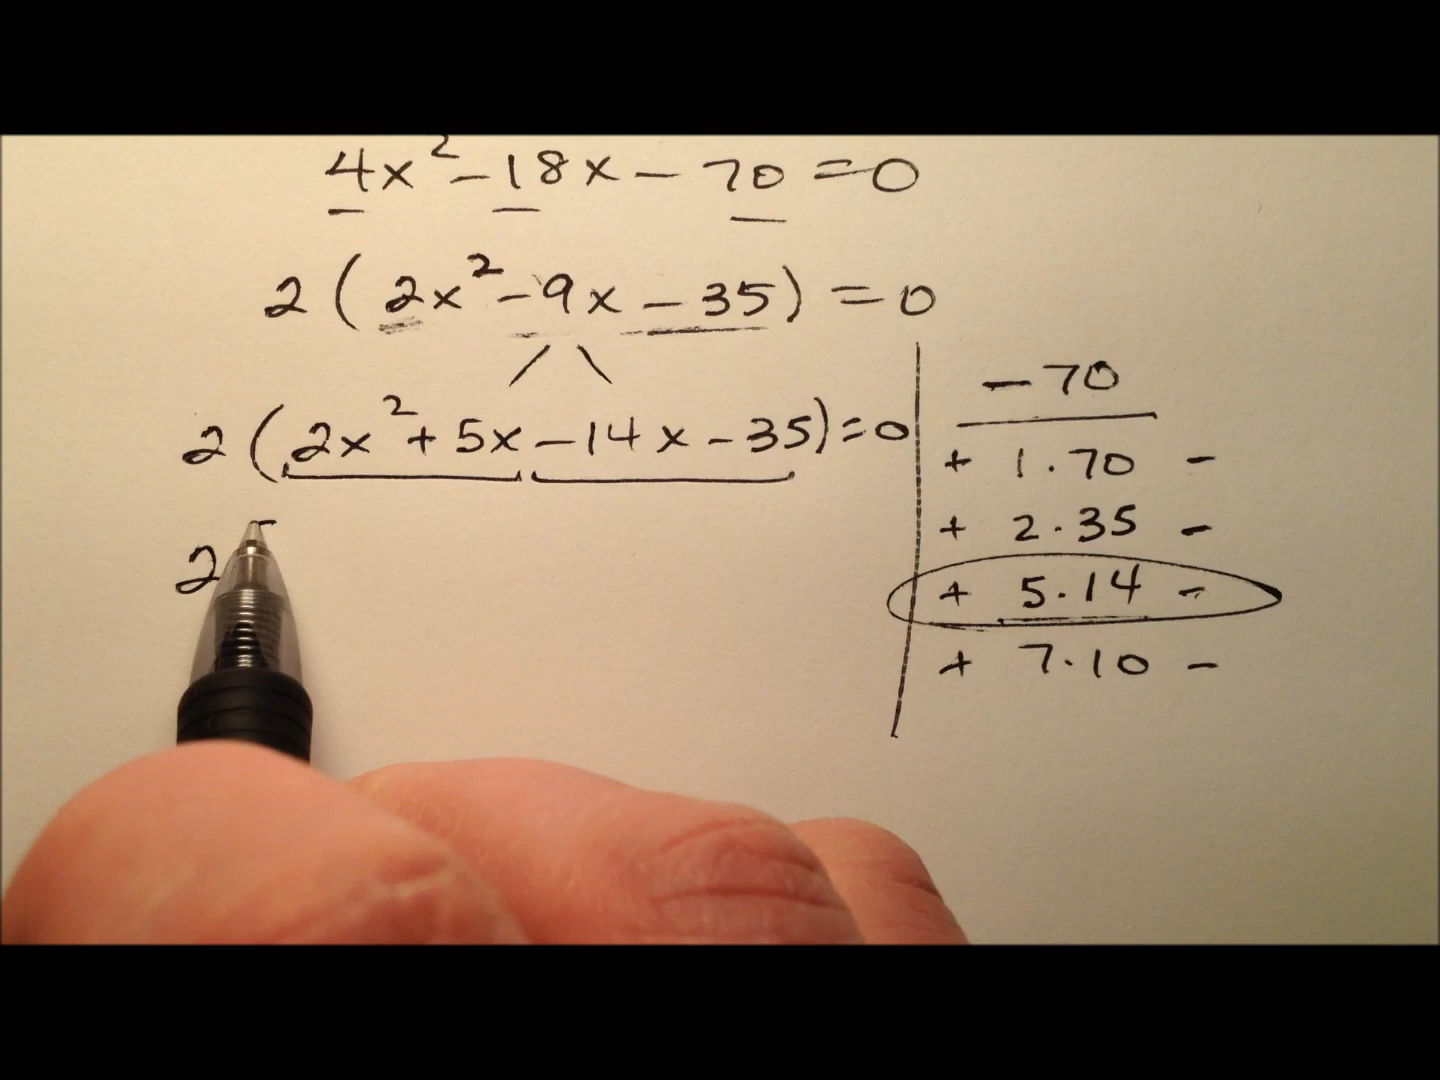 4x² - 18x - 70 = 0
2 ( 2x² - 9x - 35 ) = 0
2 ( 2x² + 5x - 14x - 35 ) = 0
2 [
- 70
+ 1 · 70 -
+ 2 · 35 -
+ 5 · 14 -
+ 7 · 10 -